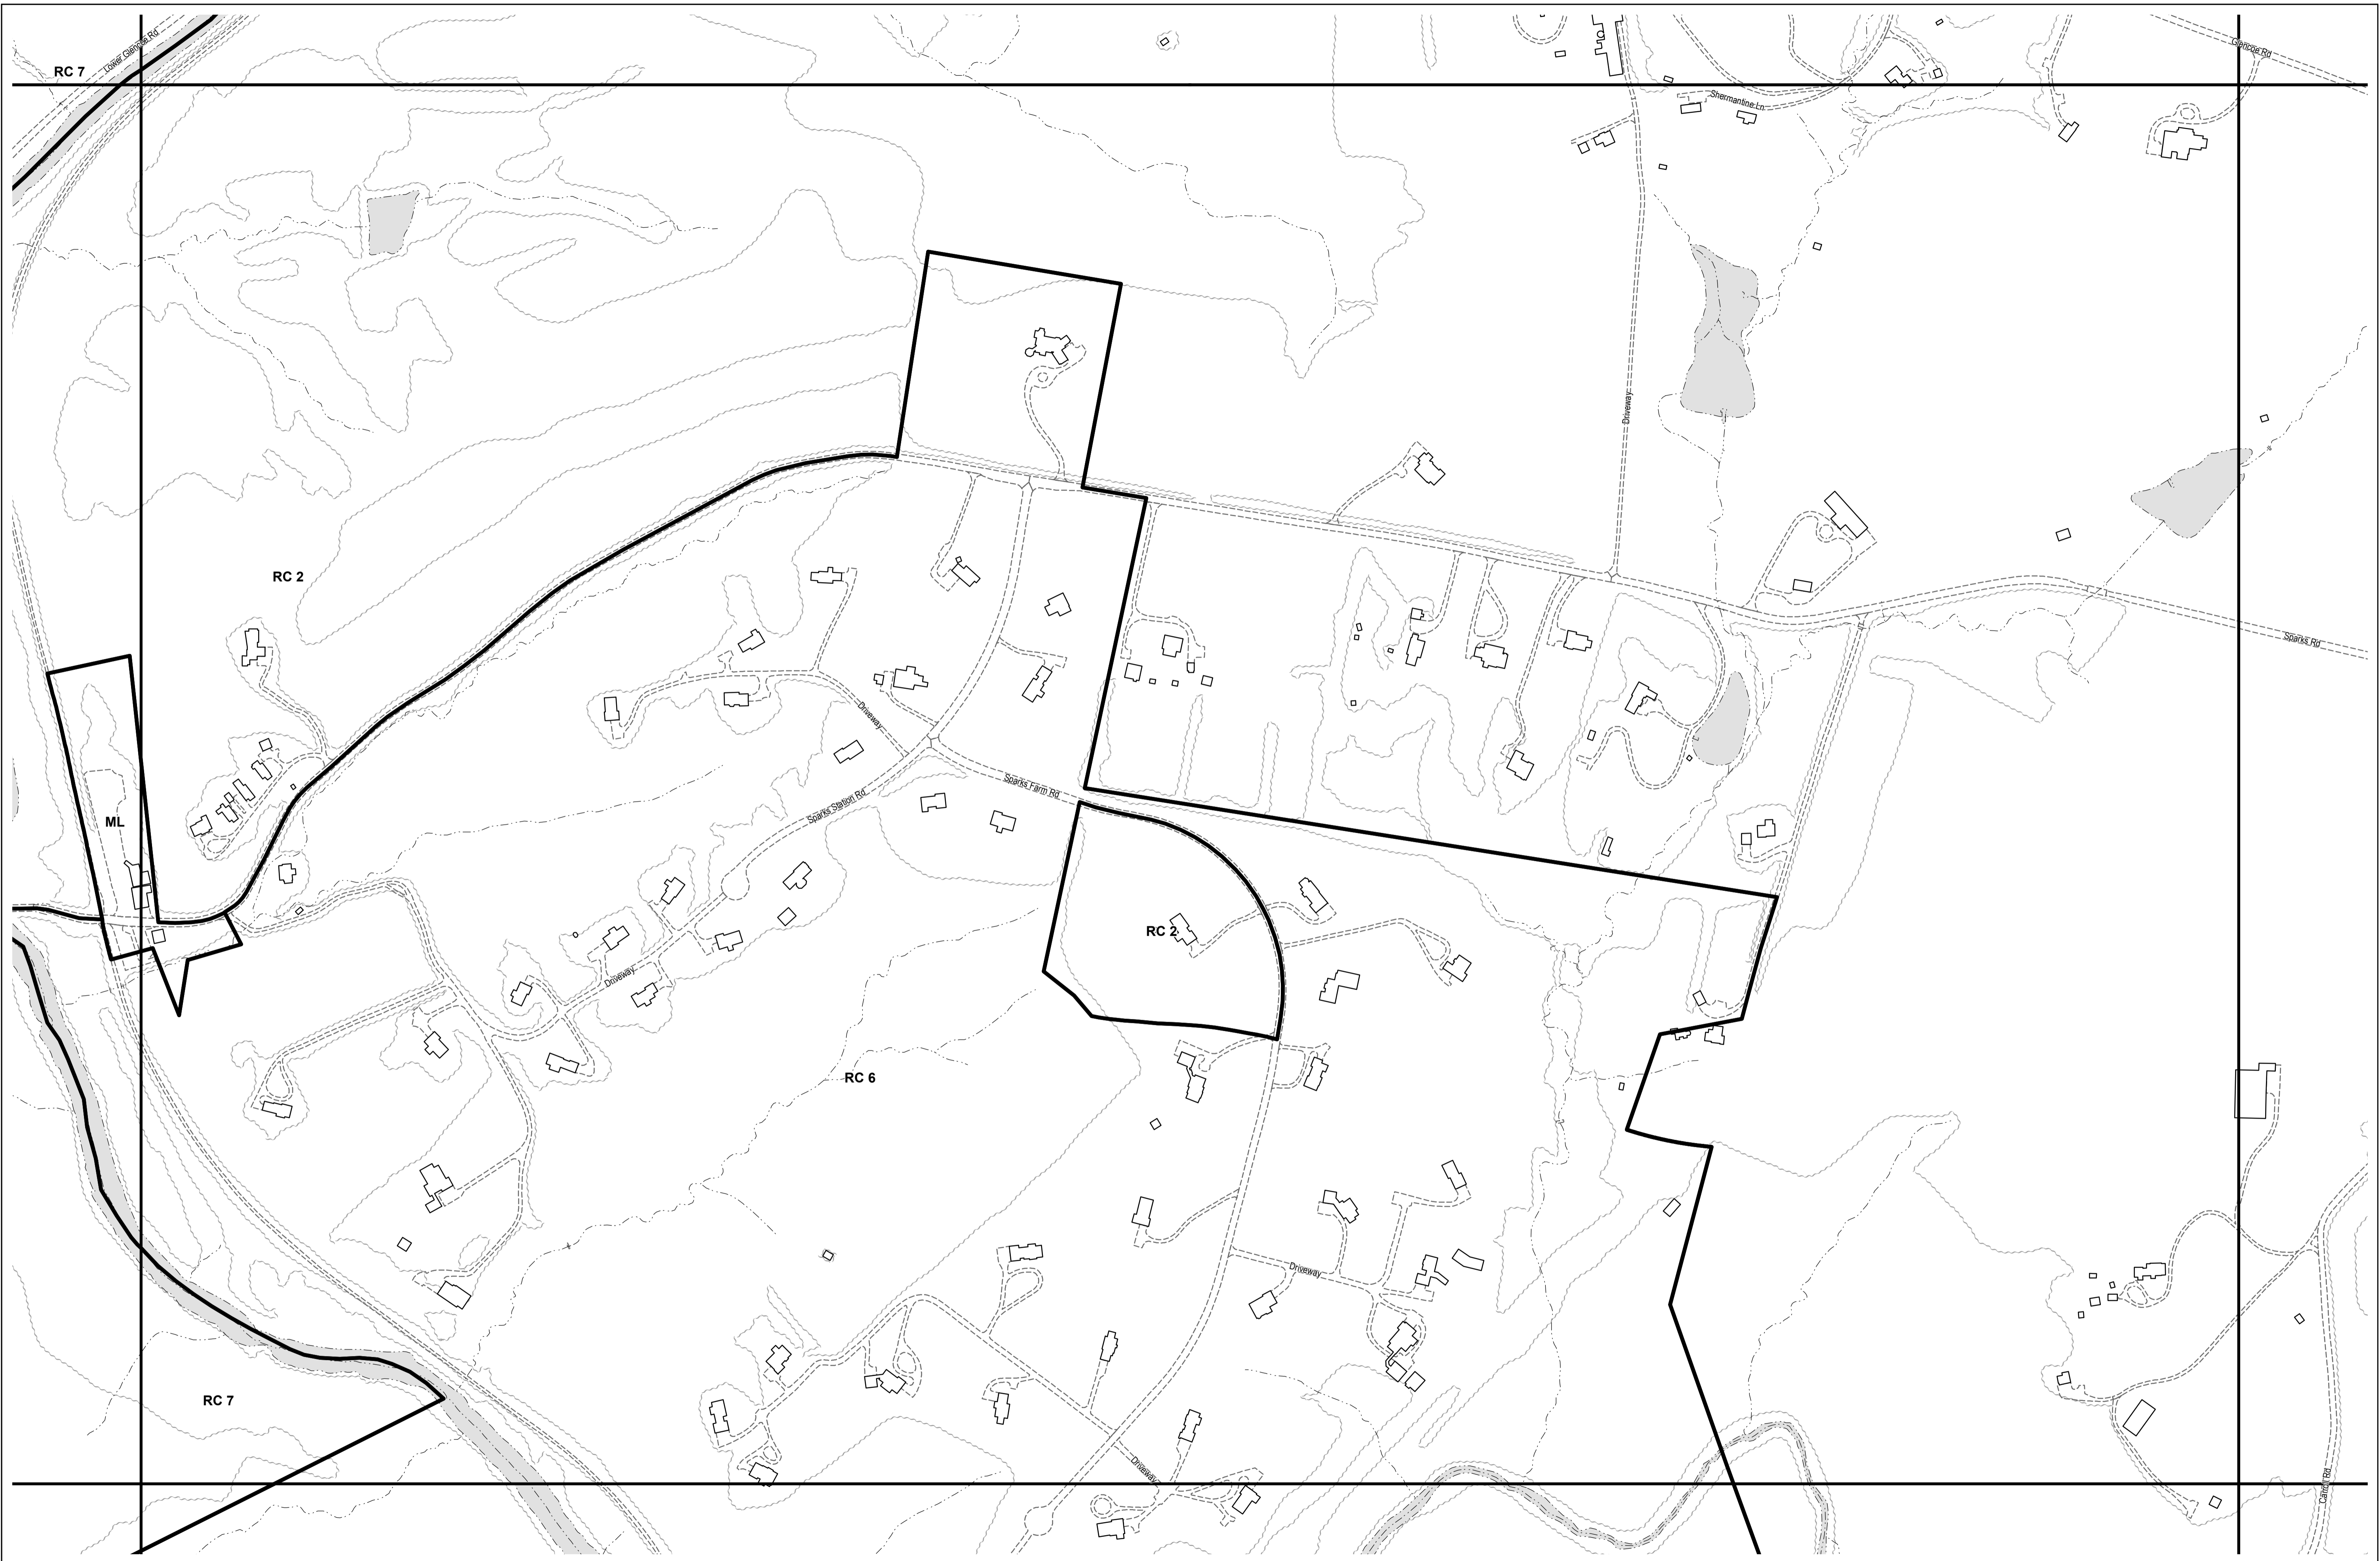 Lower Glencoe Rd
RC 7
Glencoe Rd
Shermantine Ln
Driveway
RC 2
Sparks Rd
Driveway
Sparks Farm Rd
Sparks Station Rd
ML
RC 2
Driveway
RC 6
Driveway
RC 7
Driveway
Carroll Rd